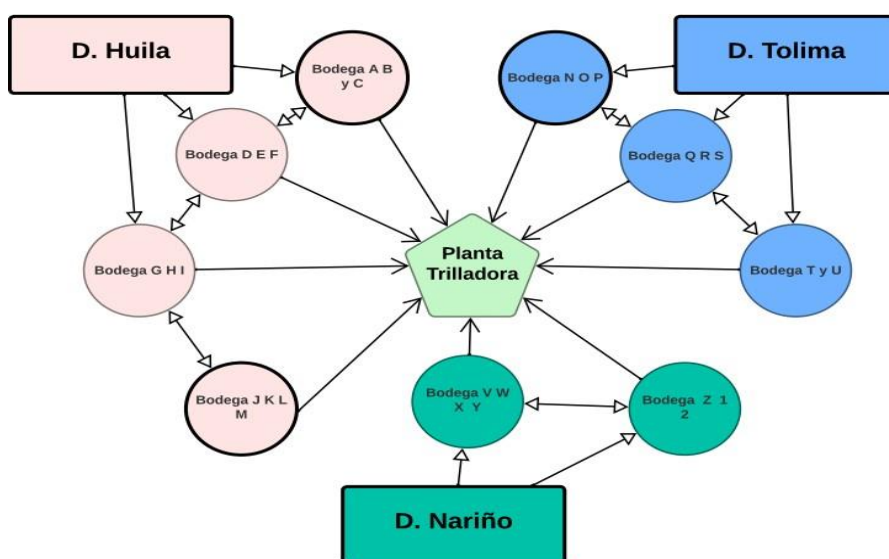 D. Huila
D. Tolima
Bodega A B
y C
Bodega N O P
Bodega D E F
Bodega Q R S
Planta
Trilladora
Bodega G H I
Bodega T y U
Bodega J K L
M
Bodega V W
X Y
Bodega Z 1
2
D. Nariño